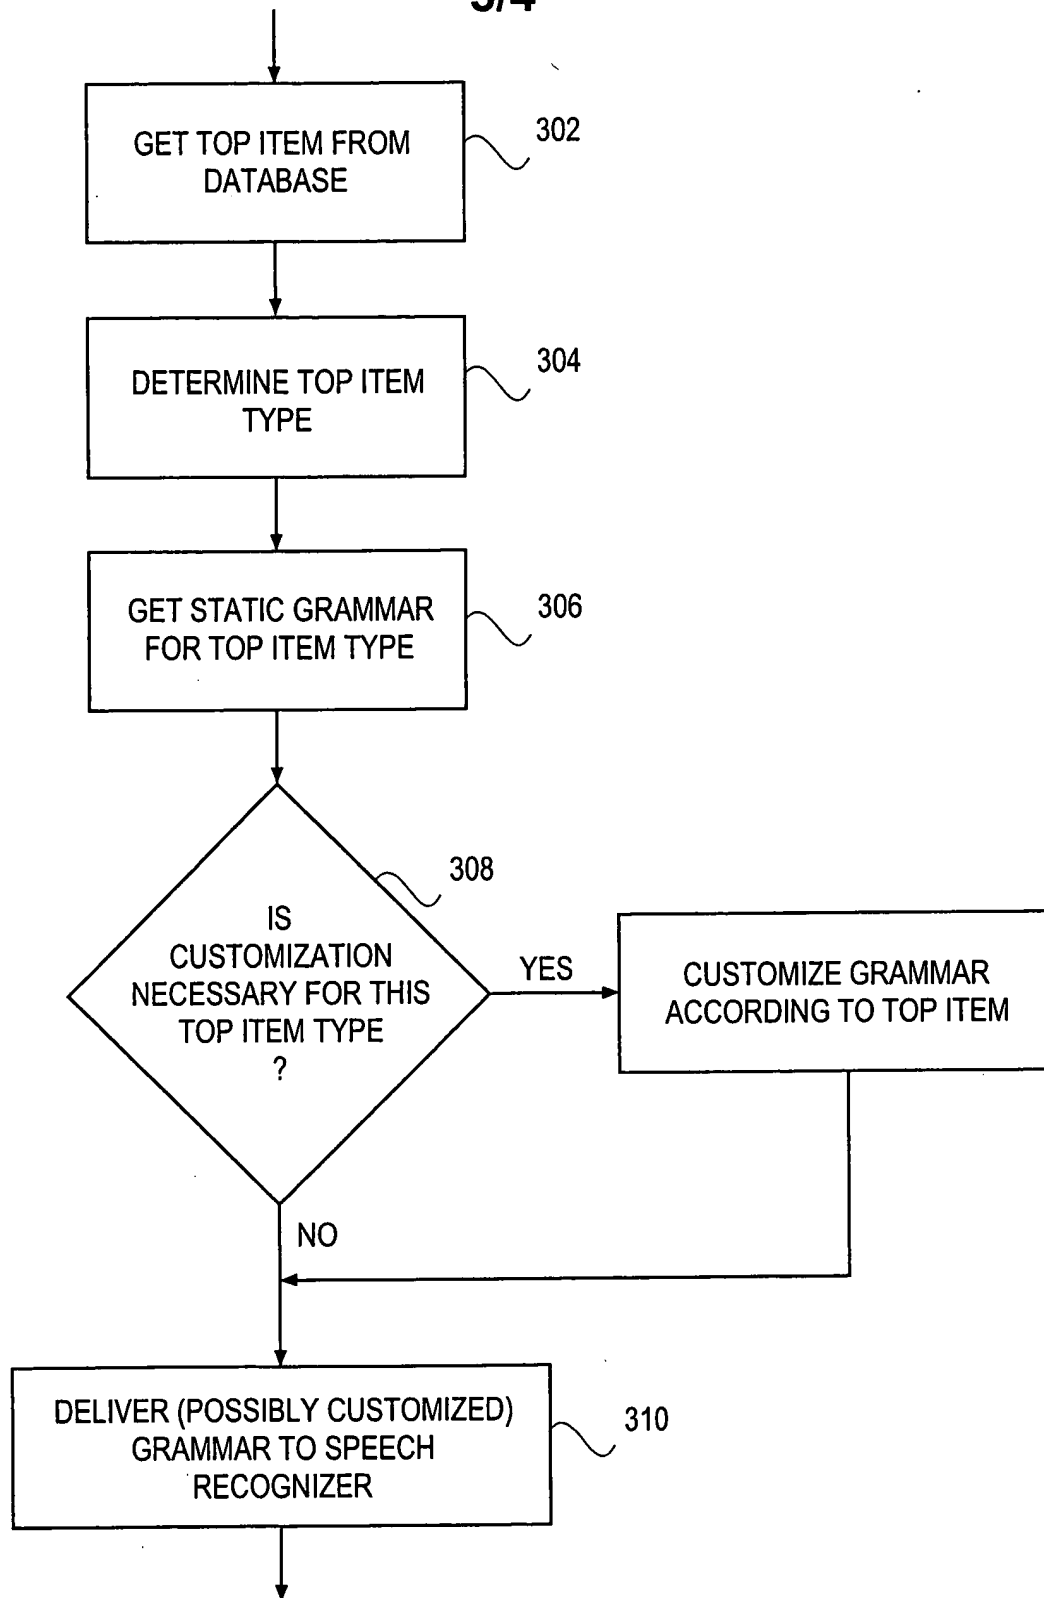 3/4
GET TOP ITEM FROM
DATABASE
302
DETERMINE TOP ITEM
TYPE
304
GET STATIC GRAMMAR
FOR TOP ITEM TYPE
306
308
IS
CUSTOMIZATION
NECESSARY FOR THIS
TOP ITEM TYPE
?
YES
CUSTOMIZE GRAMMAR
ACCORDING TO TOP ITEM
NO
DELIVER (POSSIBLY CUSTOMIZED)
GRAMMAR TO SPEECH
RECOGNIZER
310